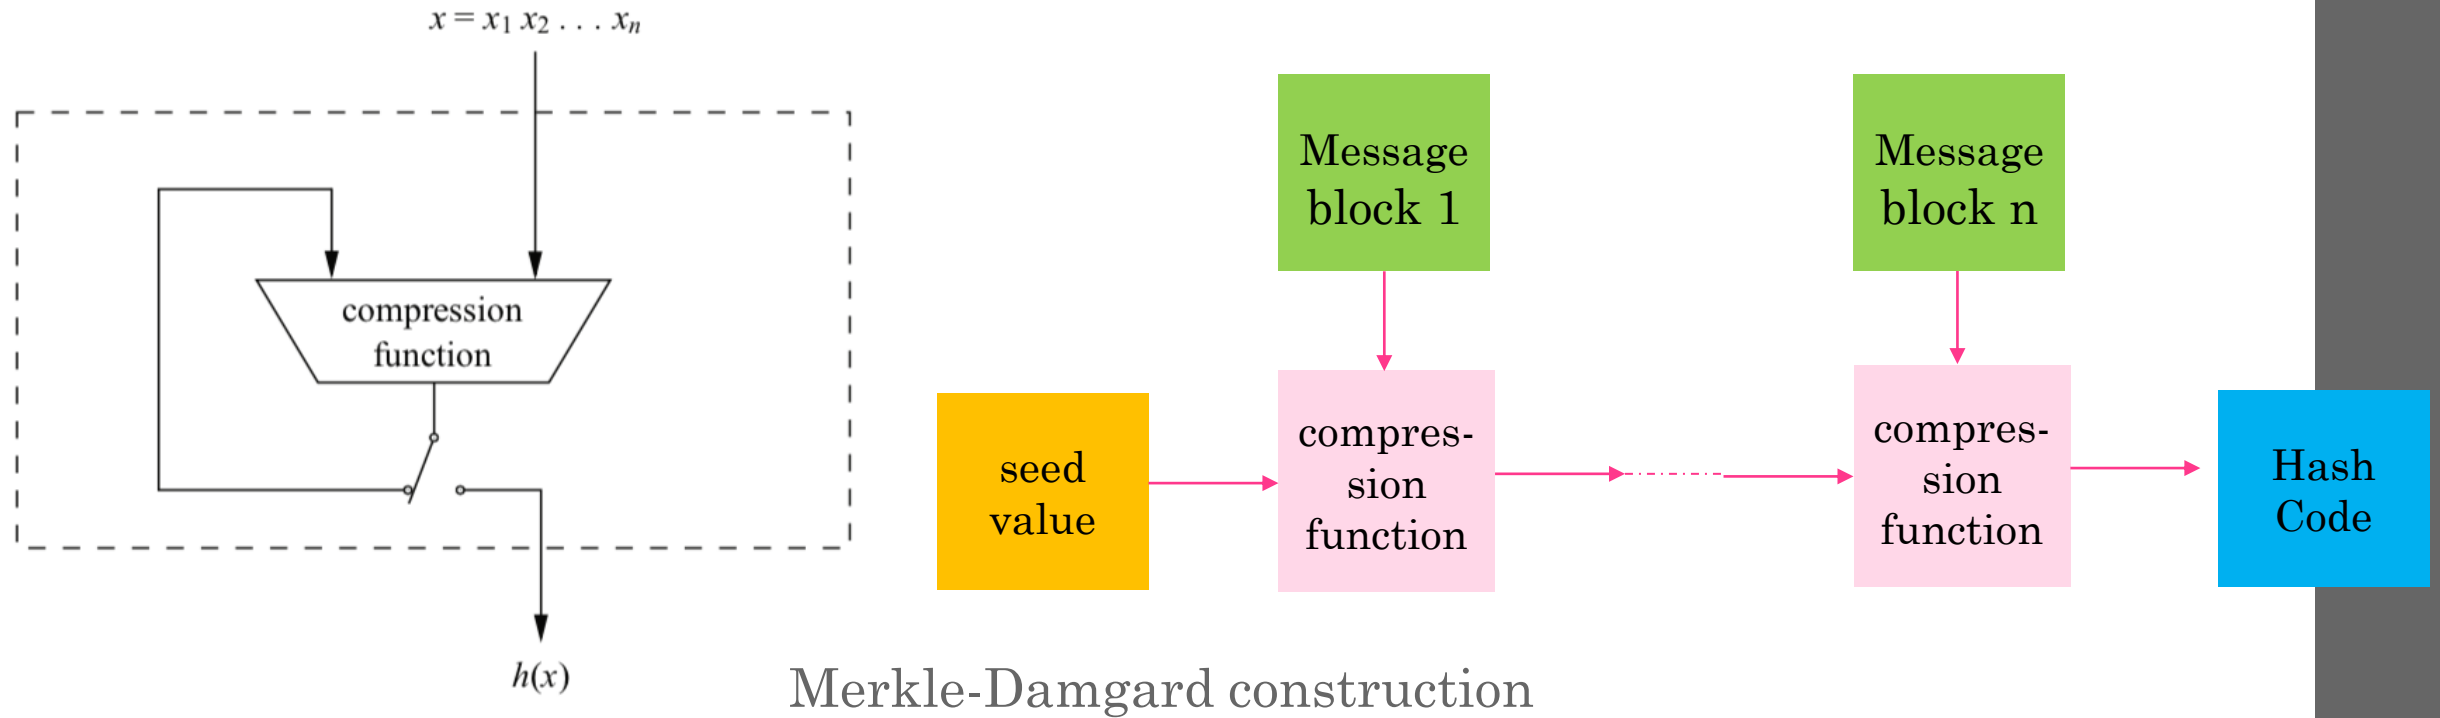 x = x₁ x₂ . . . xₙ
compression
function
h(x)
Message
block 1
Message
block n
seed
value
compres-
sion
function
compres-
sion
function
Hash
Code
Merkle-Damgard construction